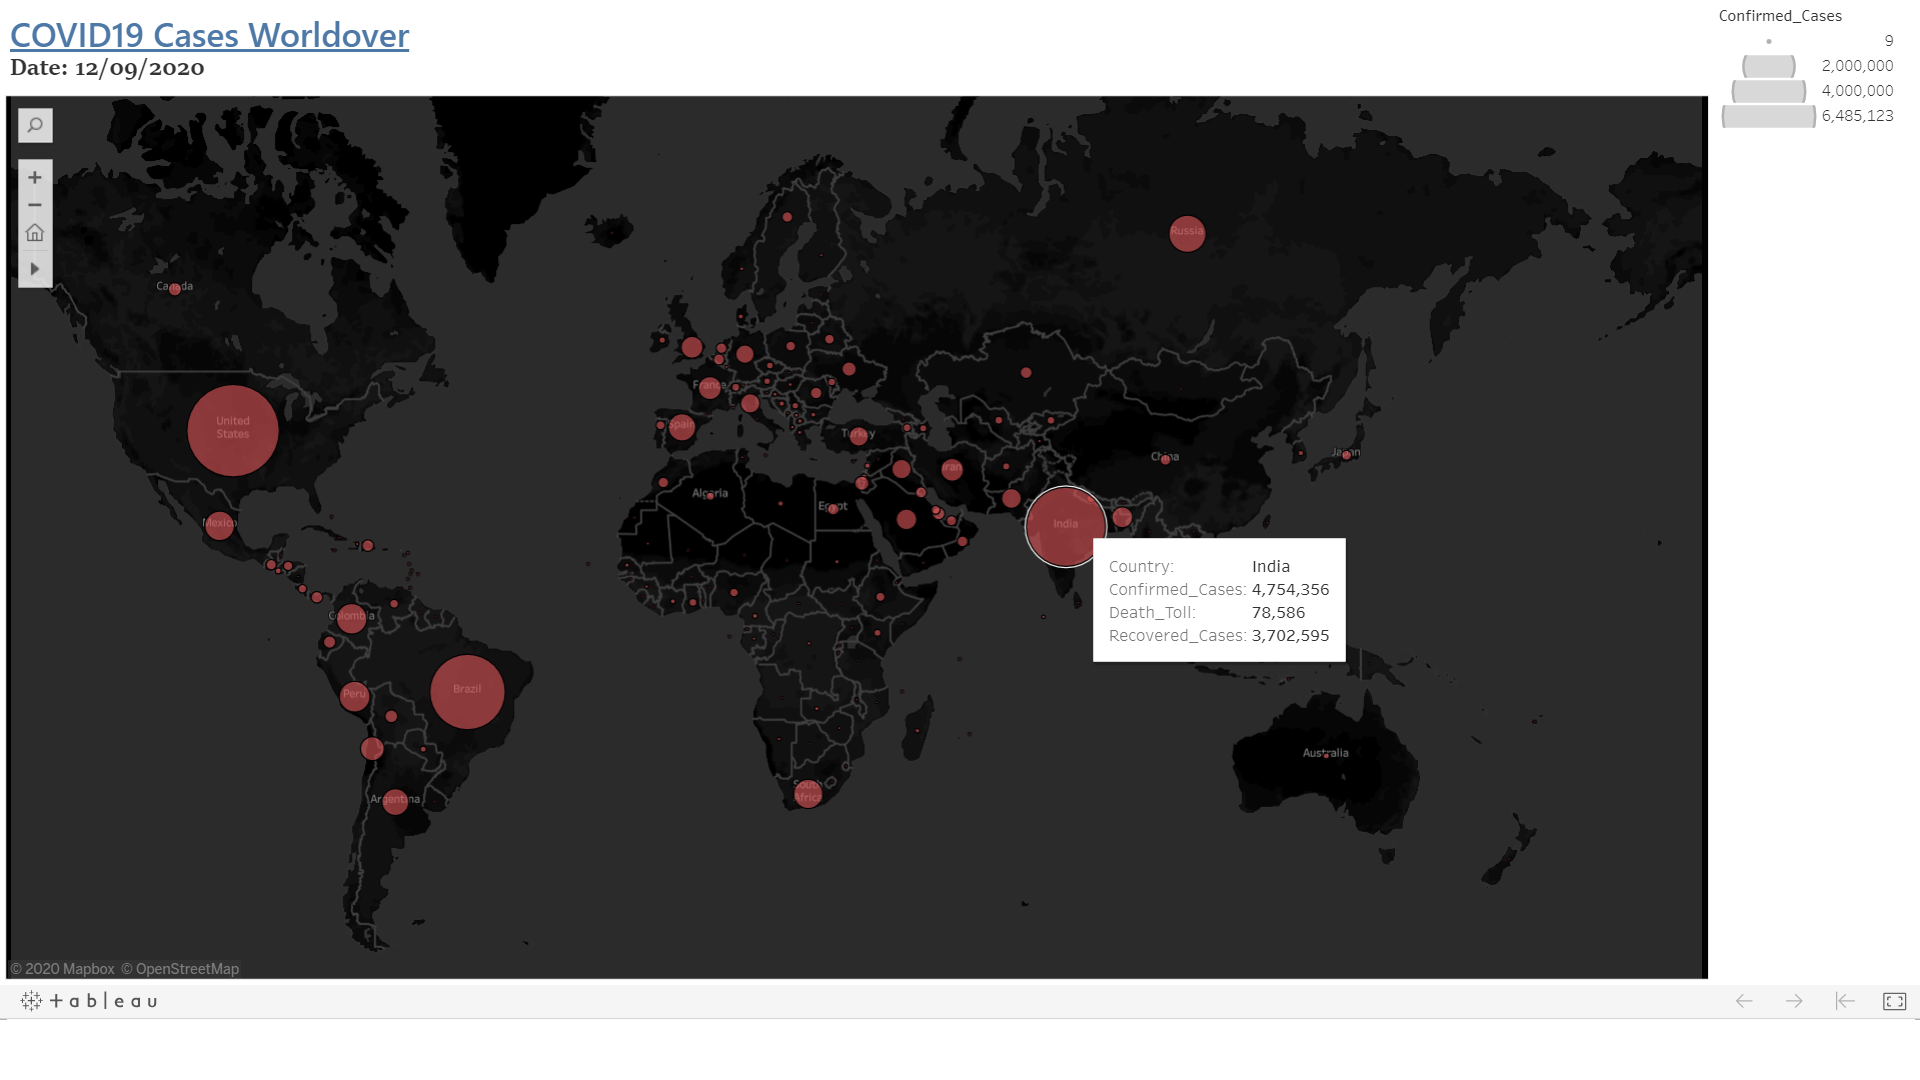 COVID19 Cases Worldover
Date: 12/09/2020
Confirmed_Cases
9
2,000,000
4,000,000
6,485,123
Russia
Canada
France
United
States
Spain
Turkey
China
Japan
Iran
Algeria
Egypt
Mexico
India
Country: India
Confirmed_Cases: 4,754,356
Death_Toll: 78,586
Recovered_Cases: 3,702,595
Colombia
Peru
Brazil
Australia
South
Africa
Argentina
© 2020 Mapbox © OpenStreetMap
+ableau